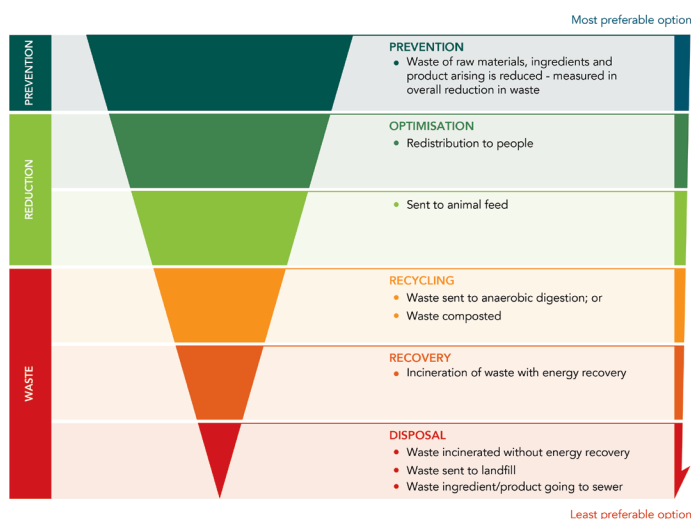 Most preferable option
PREVENTION
PREVENTION
• Waste of raw materials, ingredients and
product arising is reduced - measured in
overall reduction in waste
REDUCTION
OPTIMISATION
• Redistribution to people
• Sent to animal feed
WASTE
RECYCLING
• Waste sent to anaerobic digestion; or
• Waste composted
RECOVERY
• Incineration of waste with energy recovery
DISPOSAL
• Waste incinerated without energy recovery
• Waste sent to landfill
• Waste ingredient/product going to sewer
Least preferable option